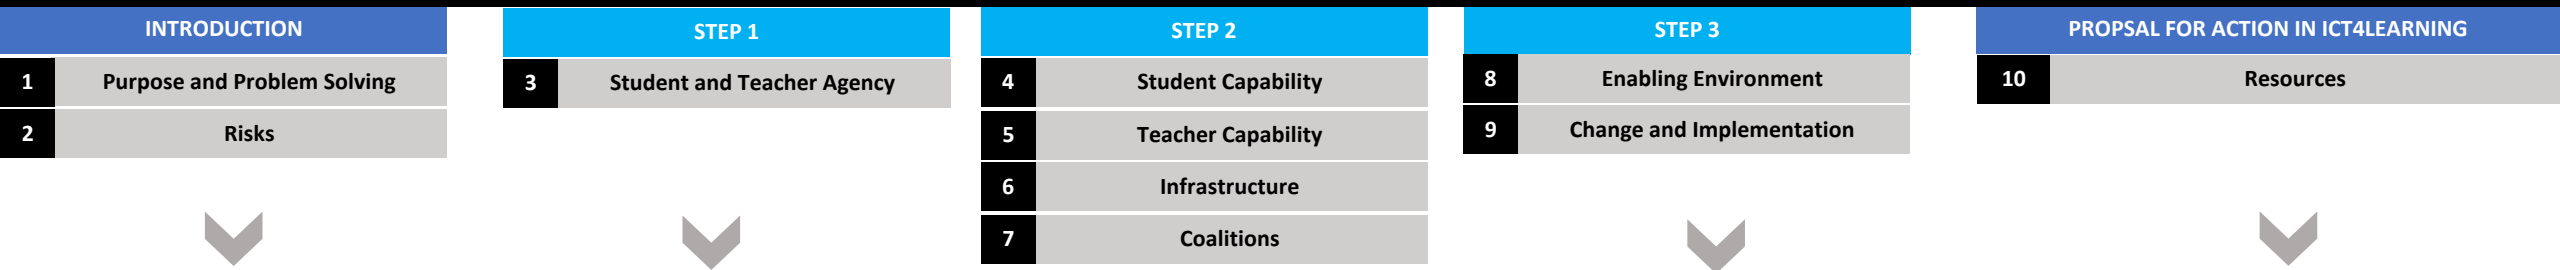 INTRODUCTION
1 Purpose and Problem Solving
2 Risks
STEP 1
3 Student and Teacher Agency
STEP 2
4 Student Capability
5 Teacher Capability
6 Infrastructure
7 Coalitions
STEP 3
8 Enabling Environment
9 Change and Implementation
PROPSAL FOR ACTION IN ICT4LEARNING
10 Resources